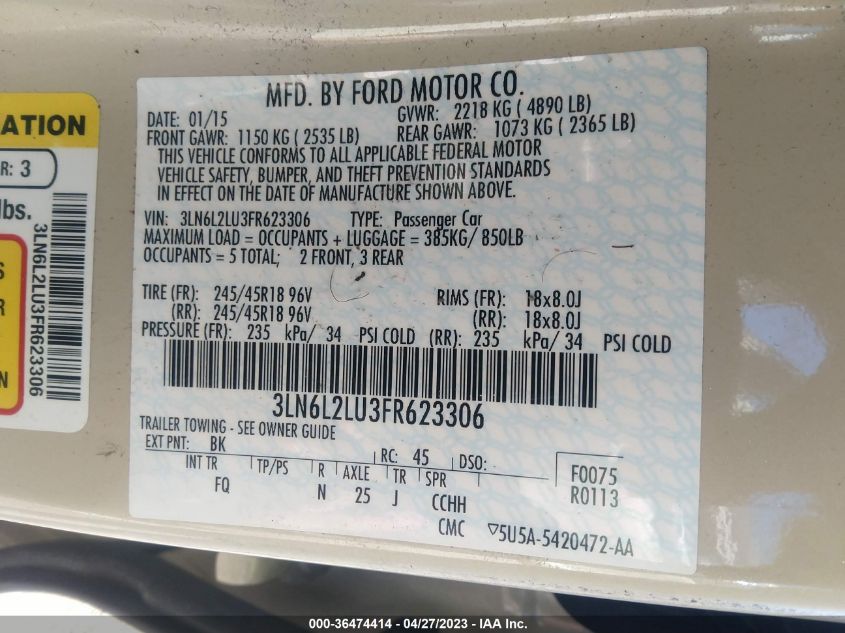 MFD. BY FORD MOTOR CO.
DATE: 01/15
GVWR: 2218 KG ( 4890 LB)
FRONT GAWR: 1150 KG ( 2535 LB)
REAR GAWR: 1073 KG ( 2365 LB)
THIS VEHICLE CONFORMS TO ALL APPLICABLE FEDERAL MOTOR
VEHICLE SAFETY, BUMPER, AND THEFT PREVENTION STANDARDS
IN EFFECT ON THE DATE OF MANUFACTURE SHOWN ABOVE.
VIN: 3LN6L2LU3FR623306 TYPE: Passenger Car
MAXIMUM LOAD = OCCUPANTS + LUGGAGE = 385KG/ 850LB
OCCUPANTS = 5 TOTAL; 2 FRONT, 3 REAR
TIRE (FR): 245/45R18 96V RIMS (FR): 18x8.0J
(RR): 245/45R18 96V (RR): 18x8.0J
PRESSURE (FR): 235 kPa/ 34 PSI COLD (RR): 235 kPa/ 34 PSI COLD
3LN6L2LU3FR623306
TRAILER TOWING - SEE OWNER GUIDE
EXT PNT: BK RC: 45 DSO:
INT TR TP/PS R AXLE TR SPR
FQ N 25 J CCHH
F0075
R0113
CMC ▽5U5A-5420472-AA
ATION
R: 3
lbs.
3LN6L2LU3FR623306
S
R
N
000-36474414 - 04/27/2023 - IAA Inc.